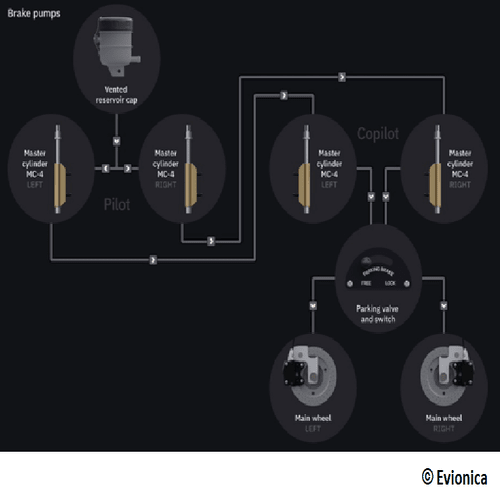 Brake pumps
Vented
reservoir cap
Master
cylinder
MC-4
LEFT
Master
cylinder
MC-4
RIGHT
Pilot
Master
cylinder
MC-4
LEFT
Copilot
Master
cylinder
MC-4
RIGHT
PARKING BRAKE
FREE LOCK
Parking valve
and switch
Main wheel
LEFT
Main wheel
RIGHT
© Evionica